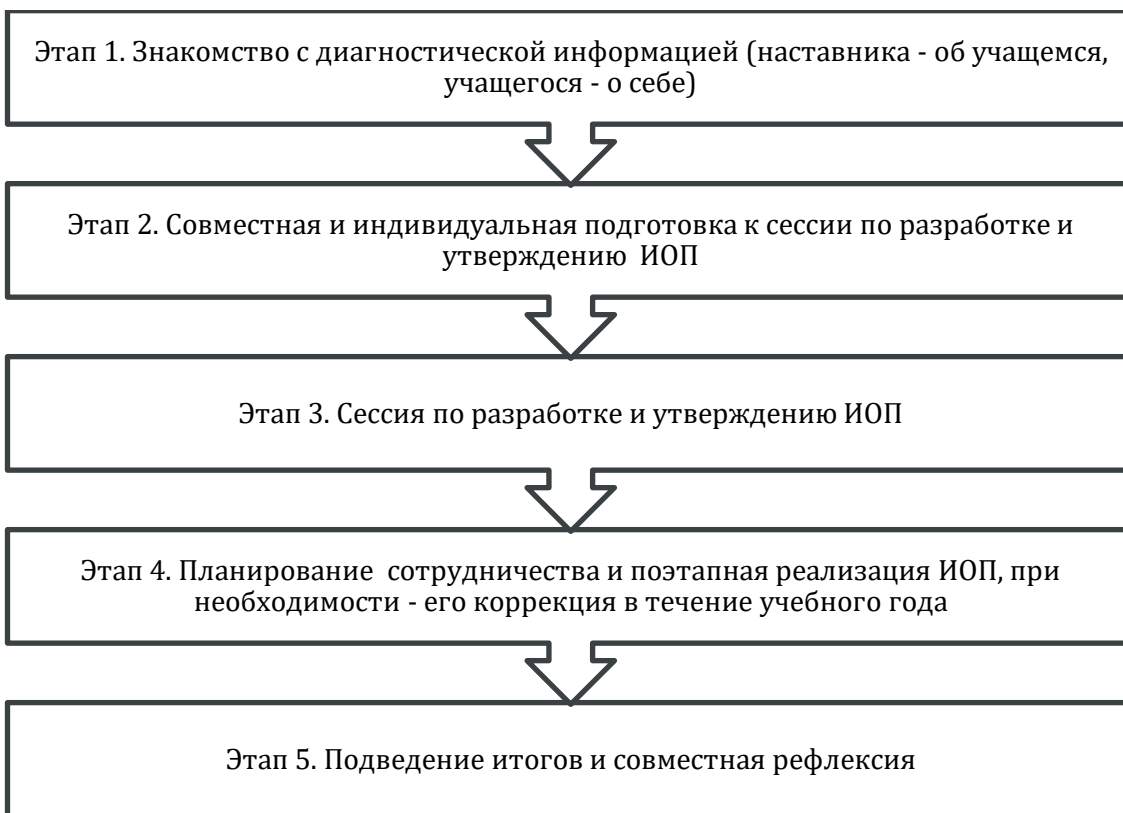 Этап 1. Знакомство с диагностической информацией (наставника - об учащемся,
учащегося - о себе)
Этап 2. Совместная и индивидуальная подготовка к сессии по разработке и
утверждению ИОП
Этап 3. Сессия по разработке и утверждению ИОП
Этап 4. Планирование сотрудничества и поэтапная реализация ИОП, при
необходимости - его коррекция в течение учебного года
Этап 5. Подведение итогов и совместная рефлексия